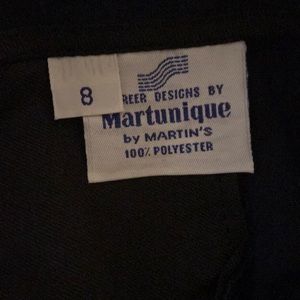 8
REER DESIGNS BY
Martunique
by MARTIN'S
100% POLYESTER